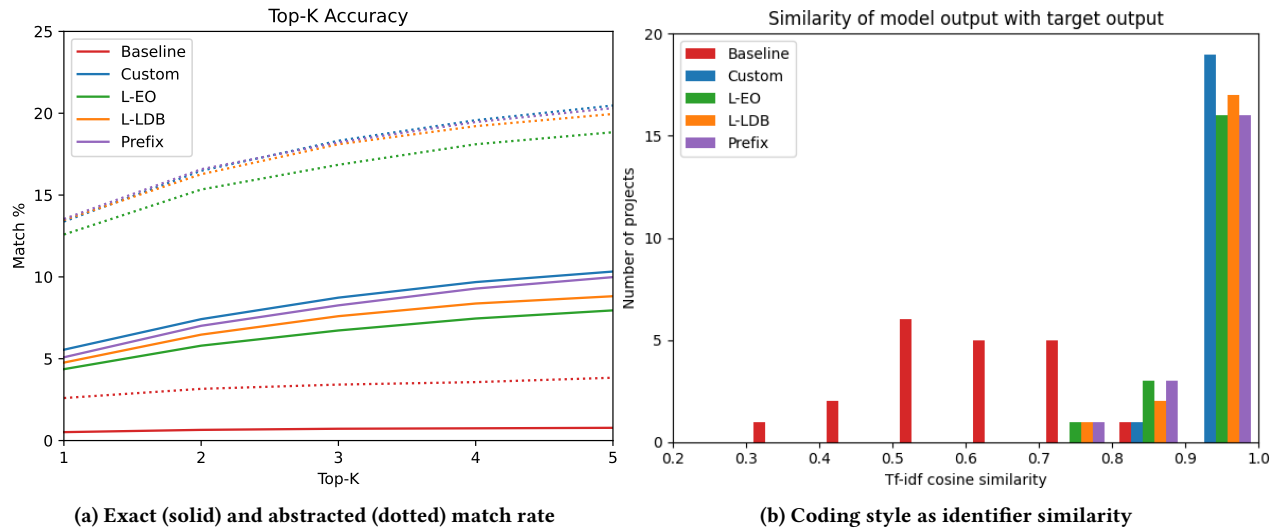 Top-K Accuracy
25
20
15
10
5
0
Match %
Baseline
Custom
L-EO
L-LDB
Prefix
1 2 3 4 5
Top-K
(a) Exact (solid) and abstracted (dotted) match rate
Similarity of model output with target output
20
15
10
5
0
Number of projects
Baseline
Custom
L-EO
L-LDB
Prefix
0.2 0.3 0.4 0.5 0.6 0.7 0.8 0.9 1.0
Tf-idf cosine similarity
(b) Coding style as identifier similarity